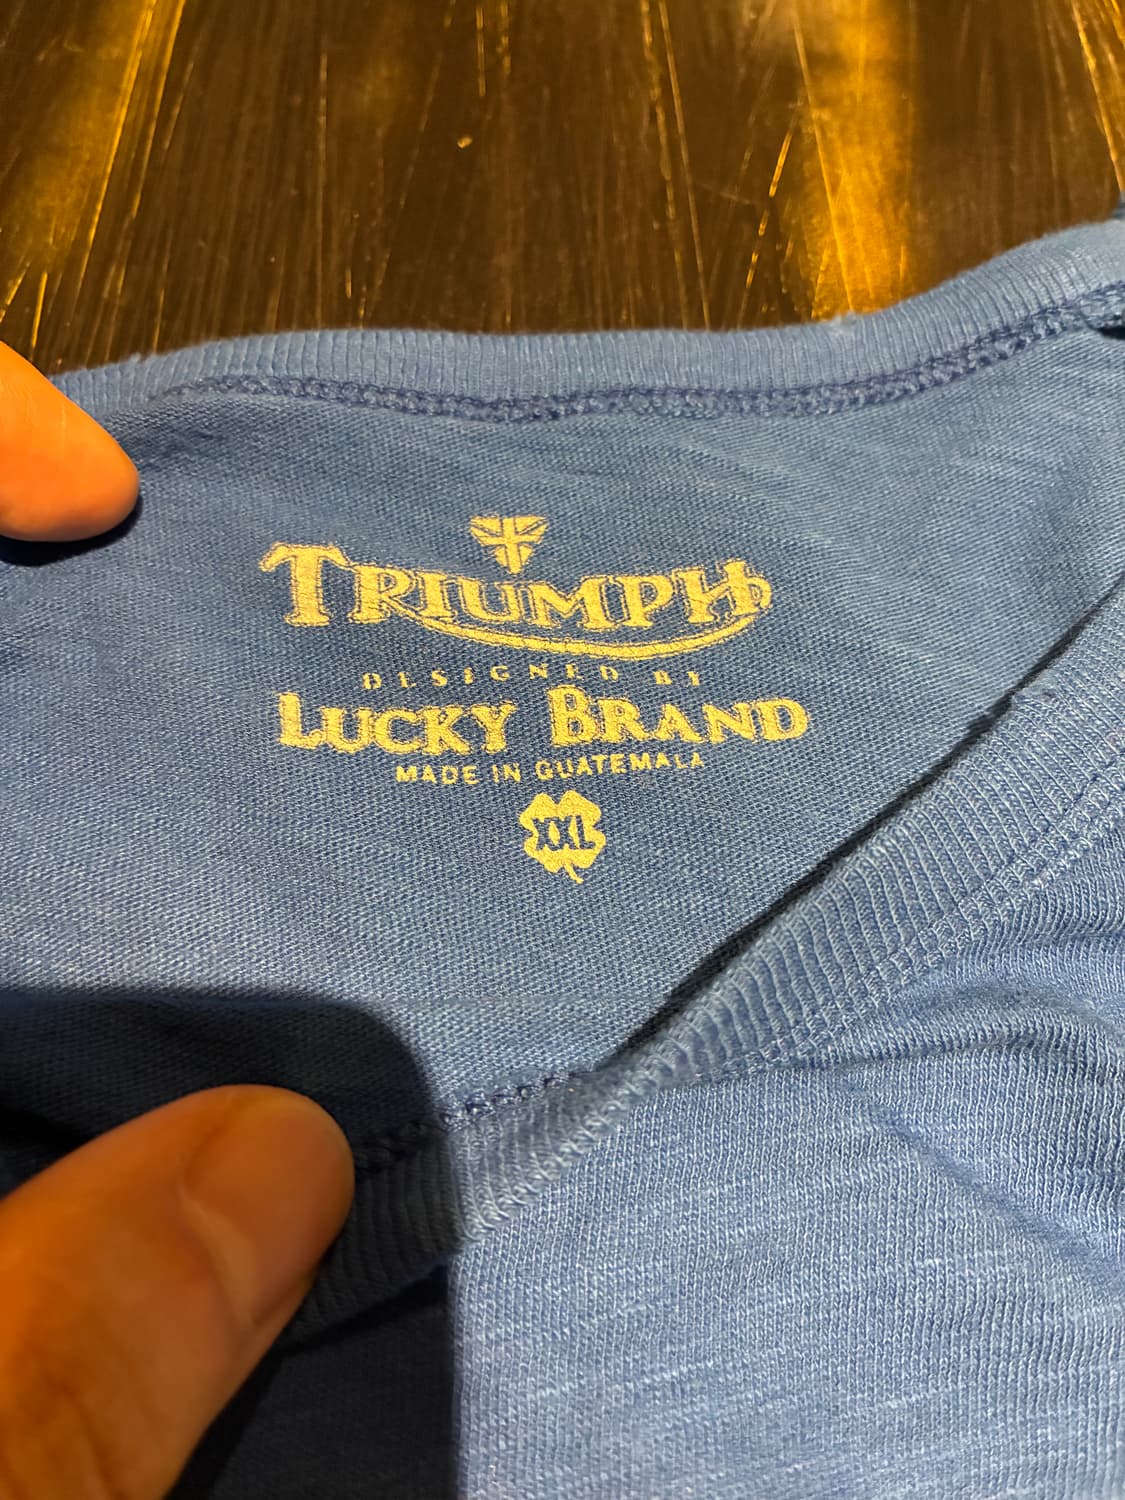 TRIUMPH
DESIGNED BY
LUCKY BRAND
MADE IN GUATEMALA
XXL